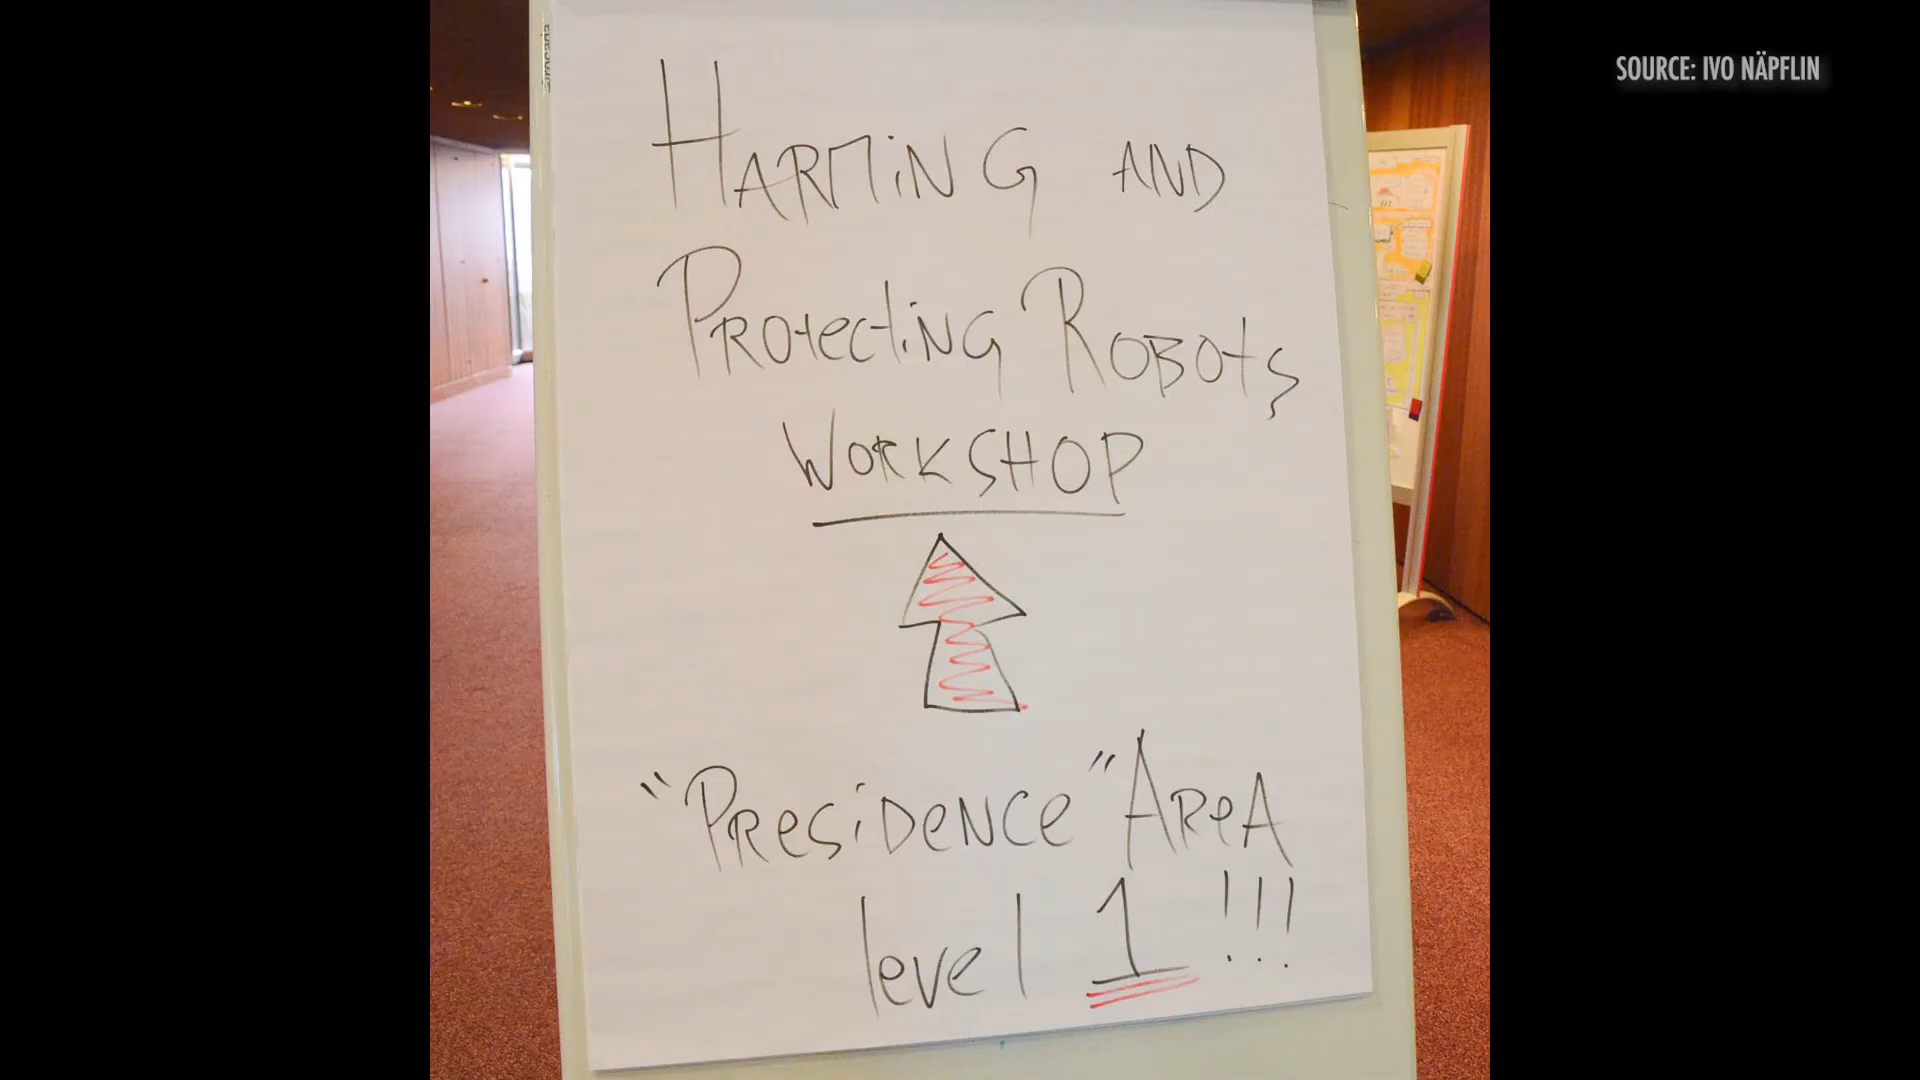 SOURCE: IVO NÄPFLIN
HARMiNG AND
PROtectiNG ROBOts
WORKSHOP
"PResiDeNCe" AReA
level 1 !!!